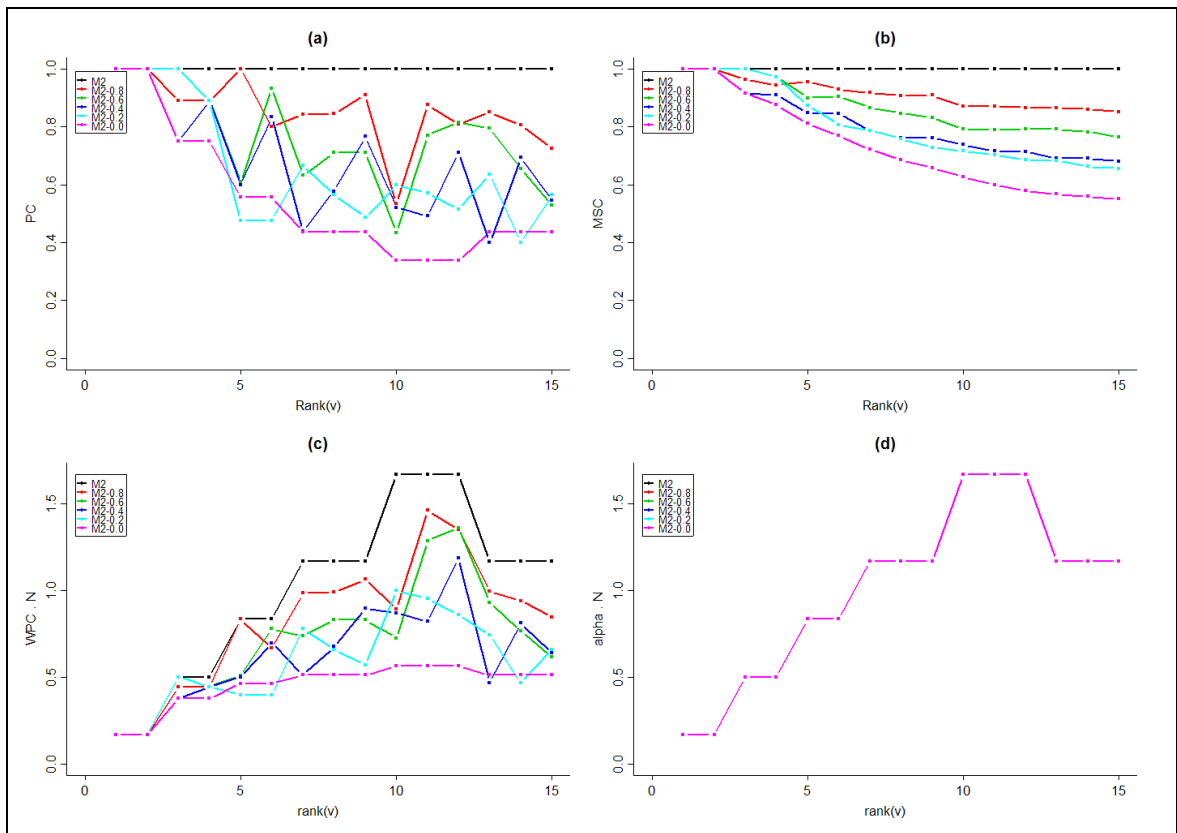 (a)
1.0
0.8
0.6
0.4
0.2
0.0
PC
M2
M2-0.8
M2-0.6
M2-0.4
M2-0.2
M2-0.0
0
5
10
15
Rank(v)
(b)
1.0
0.8
0.6
0.4
0.2
0.0
MSC
M2
M2-0.8
M2-0.6
M2-0.4
M2-0.2
M2-0.0
0
5
10
15
Rank(v)
(c)
1.5
1.0
0.5
0.0
WPC . N
M2
M2-0.8
M2-0.6
M2-0.4
M2-0.2
M2-0.0
0
5
10
15
rank(v)
(d)
1.5
1.0
0.5
0.0
alpha . N
M2
M2-0.8
M2-0.6
M2-0.4
M2-0.2
M2-0.0
0
5
10
15
rank(v)